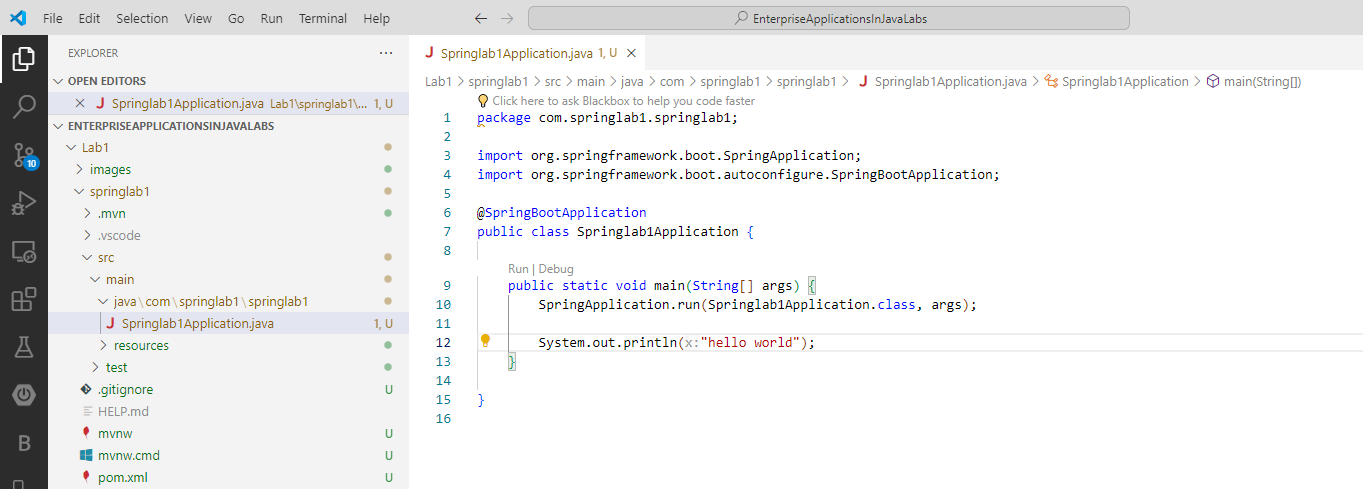 File Edit Selection View Go Run Terminal Help EnterpriseApplicationsInJavaLabs
EXPLORER ...
OPEN EDITORS
J Springlab1Application.java Lab1\springlab1\... 1, U
ENTERPRISEAPPLICATIONSINJAVALABS
Lab1
images
springlab1
.mvn
.vscode
src
main
java\com\springlab1\springlab1
J Springlab1Application.java 1, U
resources
test
.gitignore U
HELP.md
mvnw U
mvnw.cmd U
pom.xml U
10
B
J Springlab1Application.java 1, U
Lab1 > springlab1 > src > main > java > com > springlab1 > springlab1 > J Springlab1Application.java > Springlab1Application > main(String[])
Click here to ask Blackbox to help you code faster
1 package com.springlab1.springlab1;
2
3 import org.springframework.boot.SpringApplication;
4 import org.springframework.boot.autoconfigure.SpringBootApplication;
5
6 @SpringBootApplication
7 public class Springlab1Application {
8
Run | Debug
9 public static void main(String[] args) {
10 SpringApplication.run(Springlab1Application.class, args);
11
12 System.out.println(x:"hello world");
13 }
14
15 }
16